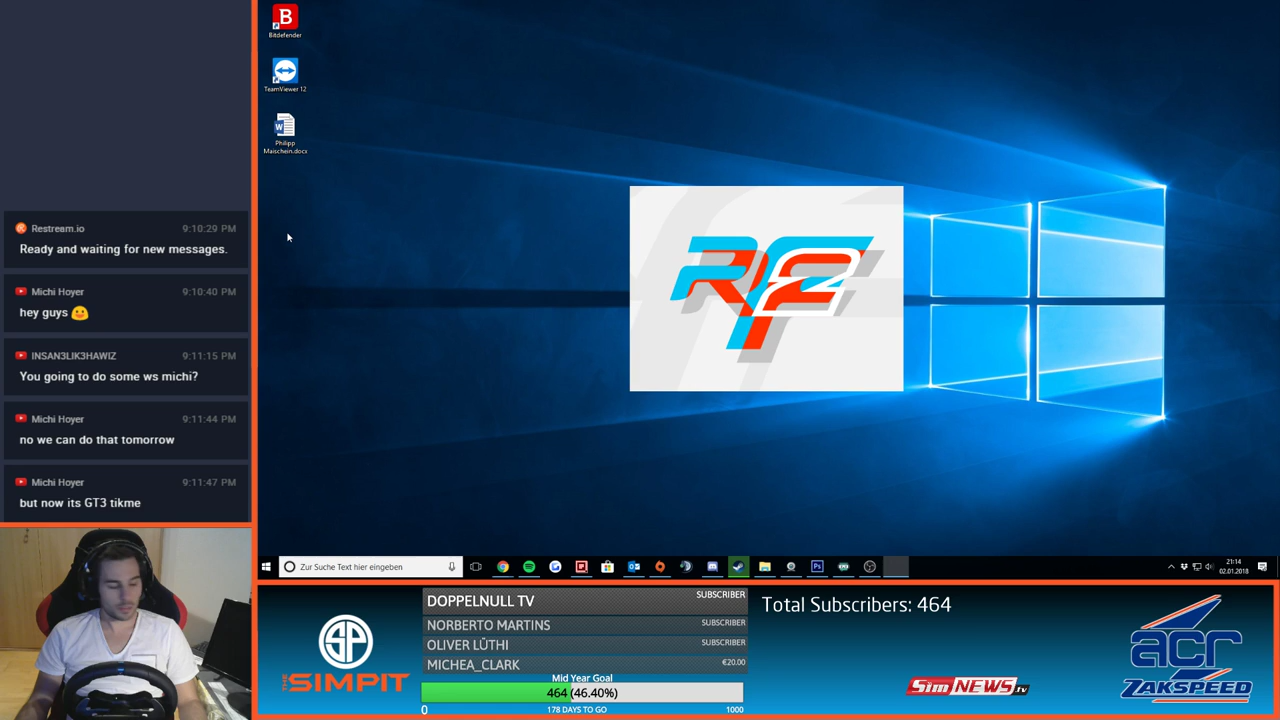 Bitdefender
TeamViewer 12
Philipp
Maischein.docx
rF2
Restream.io 9:10:29 PM
Ready and waiting for new messages.
Michi Hoyer 9:10:40 PM
hey guys
INSAN3LIK3HAWIZ 9:11:15 PM
You going to do some ws michi?
Michi Hoyer 9:11:44 PM
no we can do that tomorrow
Michi Hoyer 9:11:47 PM
but now its GT3 tikme
Zur Suche Text hier eingeben
21:14
02.01.2018
SP
THE SIMPIT
DOPPELNULL TV SUBSCRIBER
NORBERTO MARTINS SUBSCRIBER
OLIVER LÜTHI SUBSCRIBER
MICHEA_CLARK €20.00
Mid Year Goal
464 (46.40%)
0 178 DAYS TO GO 1000
Total Subscribers: 464
SimNEWS.tv
acr
ZAKSPEED